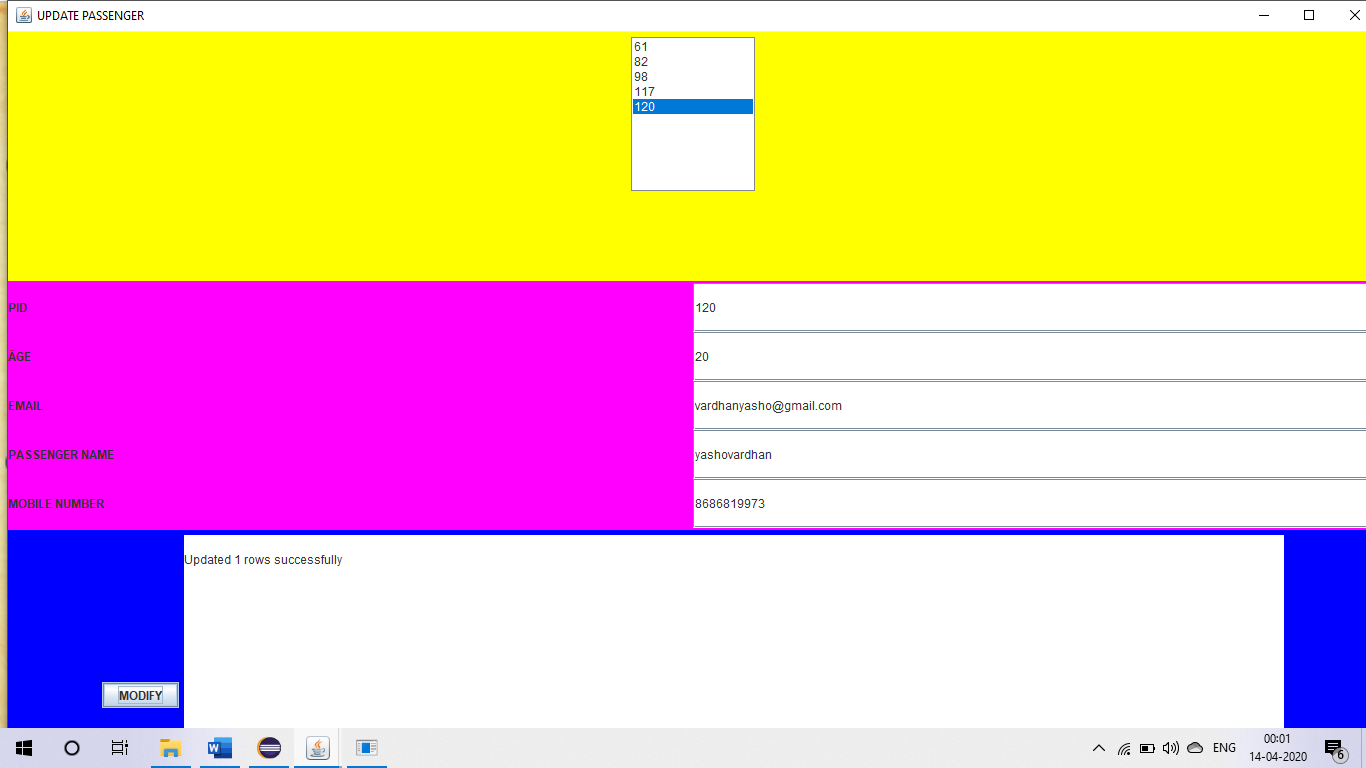 UPDATE PASSENGER
61
82
98
117
120
PID 120
ÀGE 20
EMAIL vardhanyasho@gmail.com
PASSENGER NAME yashovardhan
MOBILE NUMBER 8686819973
Updated 1 rows successfully
MODIFY
W
ENG
00:01
14-04-2020
6